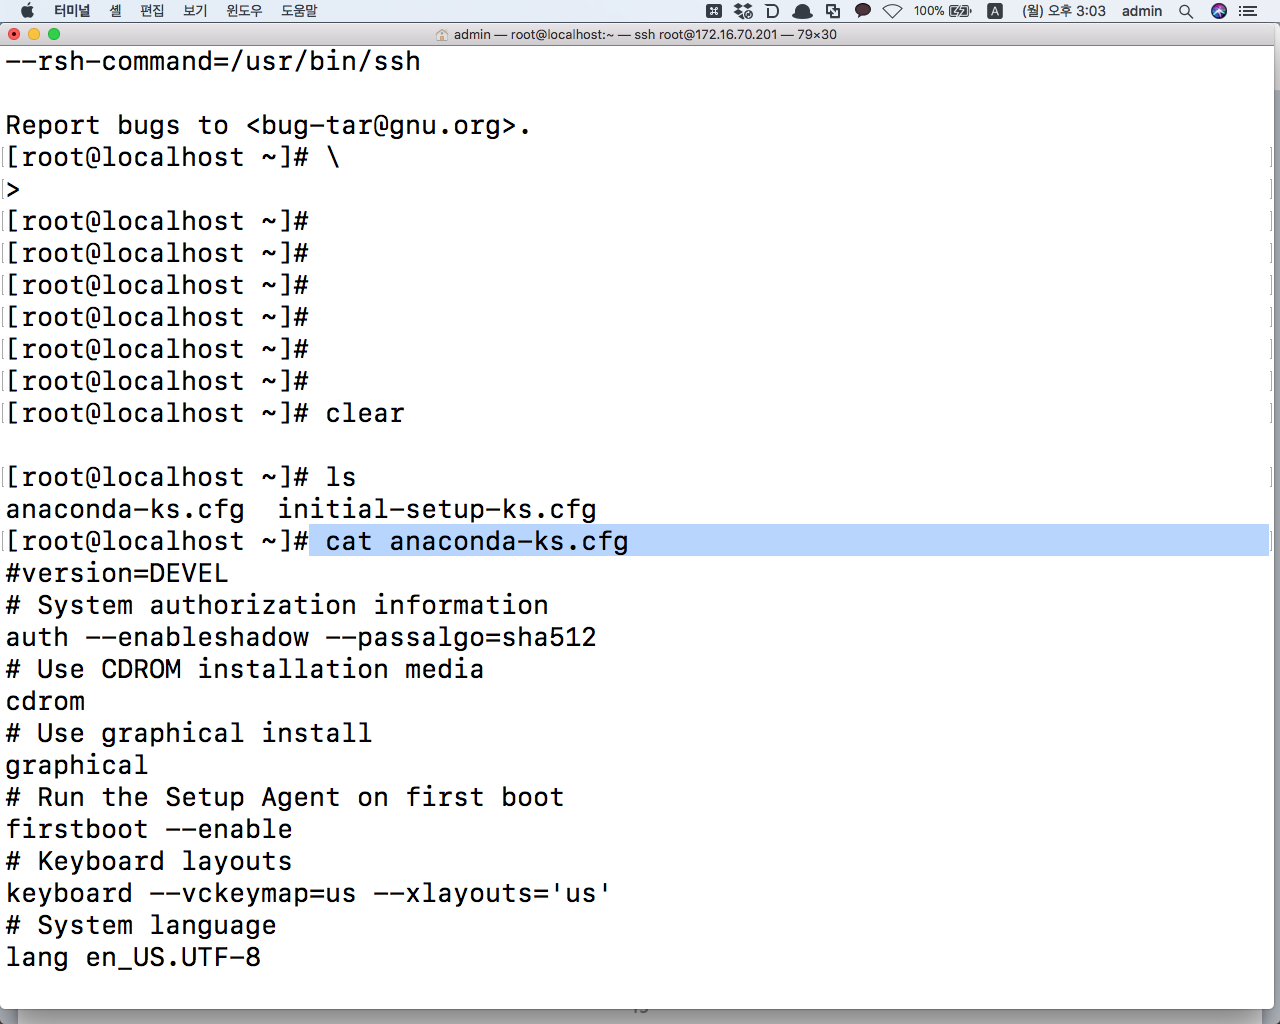 터미널 셸 편집 보기 윈도우 도움말 100% A (월) 오후 3:03 admin
admin — root@localhost:~ — ssh root@172.16.70.201 — 79×30
--rsh-command=/usr/bin/ssh
Report bugs to <bug-tar@gnu.org>.
[root@localhost ~]# \
>
[root@localhost ~]#
[root@localhost ~]#
[root@localhost ~]#
[root@localhost ~]#
[root@localhost ~]#
[root@localhost ~]#
[root@localhost ~]# clear
[root@localhost ~]# ls
anaconda-ks.cfg  initial-setup-ks.cfg
[root@localhost ~]# cat anaconda-ks.cfg
#version=DEVEL
# System authorization information
auth --enableshadow --passalgo=sha512
# Use CDROM installation media
cdrom
# Use graphical install
graphical
# Run the Setup Agent on first boot
firstboot --enable
# Keyboard layouts
keyboard --vckeymap=us --xlayouts='us'
# System language
lang en_US.UTF-8